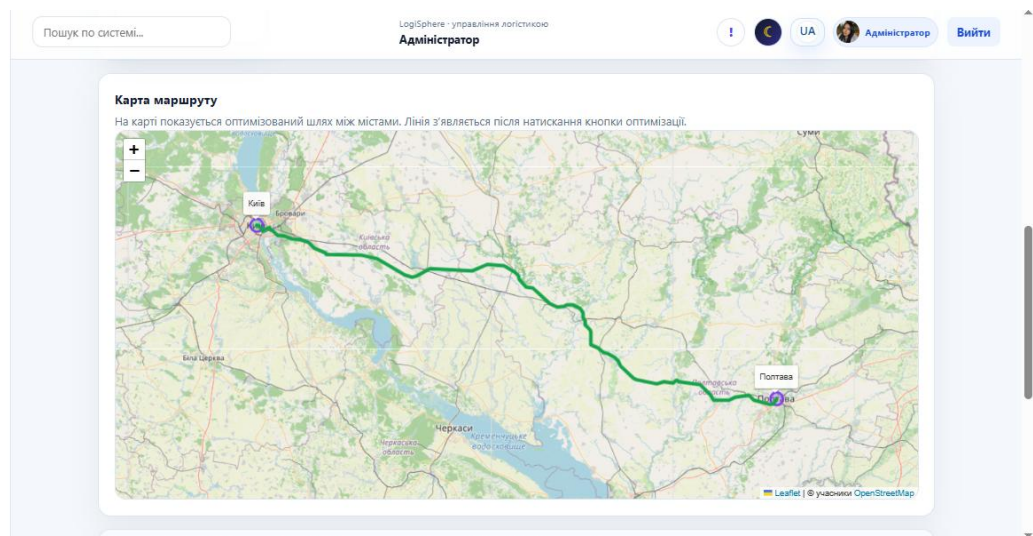 Пошук по системі...
LogiSphere · управління логістикою
Адміністратор
!
UA
Адміністратор
Вийти
Карта маршруту
На карті показується оптимізований шлях між містами. Лінія з'являється після натискання кнопки оптимізації.
+
−
Суми
Київ
Бровари
Київська
область
Біла Церква
Полтава
Полтавська
область
Черкаси
Черкаська
область
Кременчуцьке
водосховище
Leaflet | © учасники OpenStreetMap